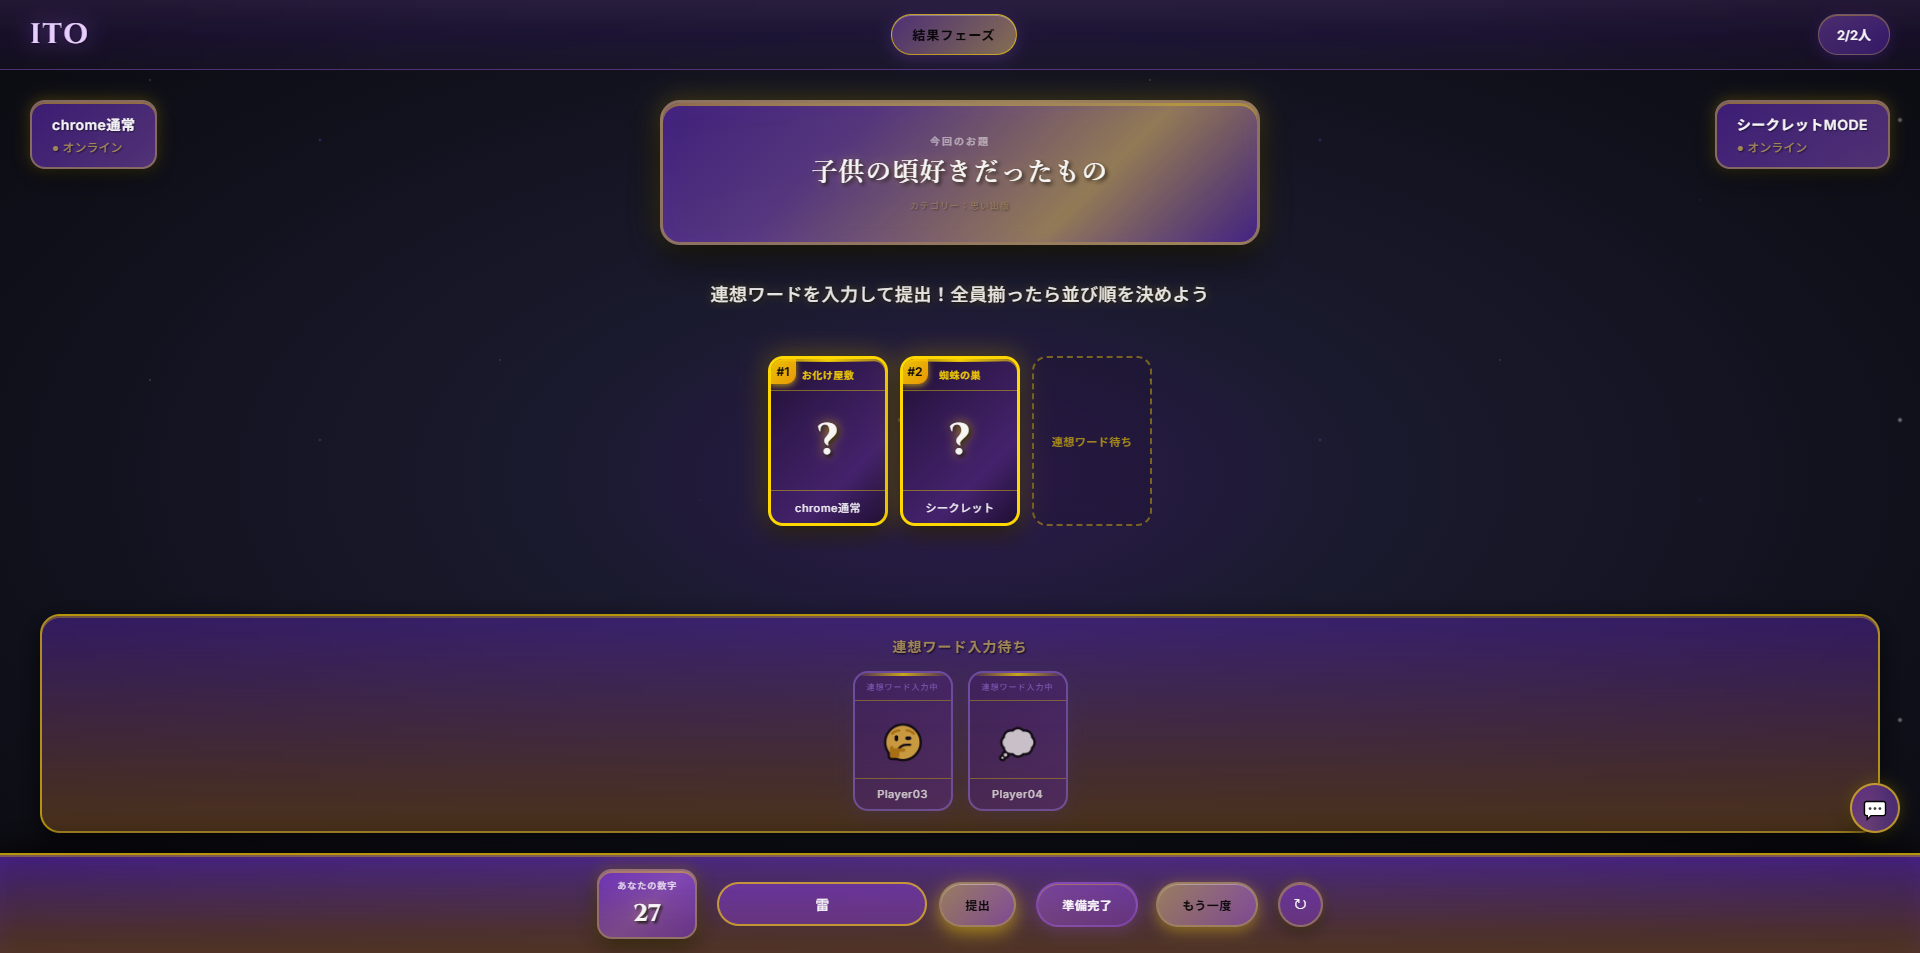 ITO
結果フェーズ
2/2人
chrome通常
● オンライン
シークレットMODE
● オンライン
今回のお題
子供の頃好きだったもの
カテゴリー：思い出版
連想ワードを入力して提出！全員揃ったら並び順を決めよう
#1 お化け屋敷
?
chrome通常
#2 蜘蛛の巣
?
シークレット
連想ワード待ち
連想ワード入力待ち
連想ワード入力中
Player03
連想ワード入力中
Player04
あなたの数字
27
雷
提出
準備完了
もう一度
↻